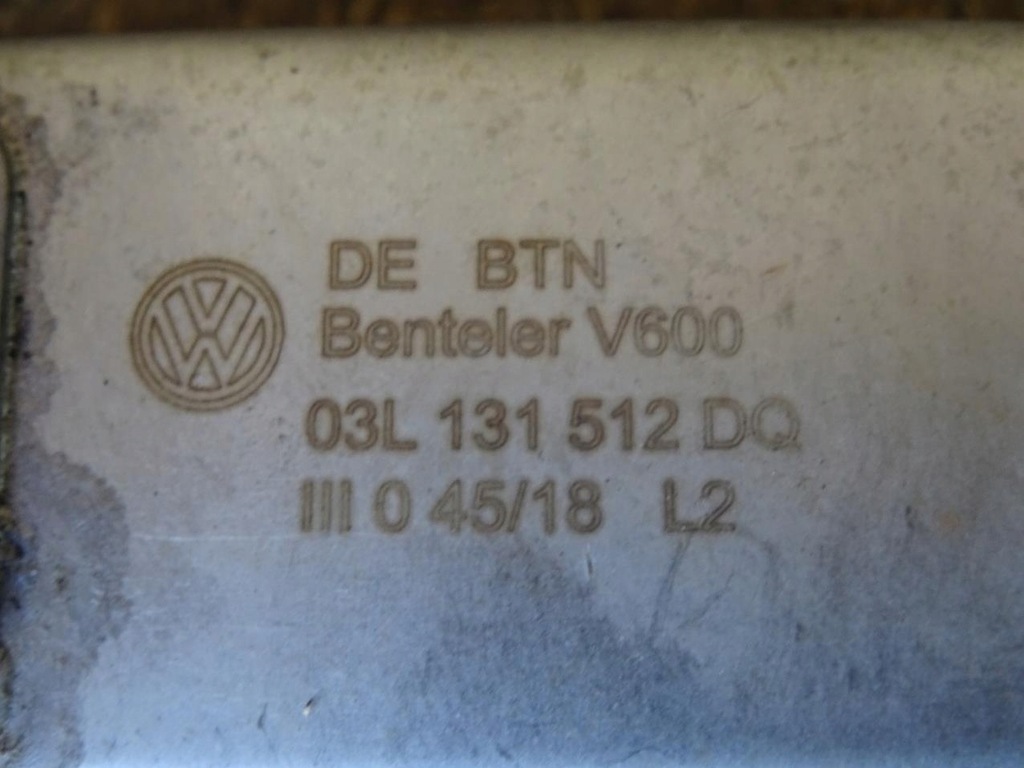 DE BTN
Benteler V600
03L 131 512 DQ
III 0 45/18 L2